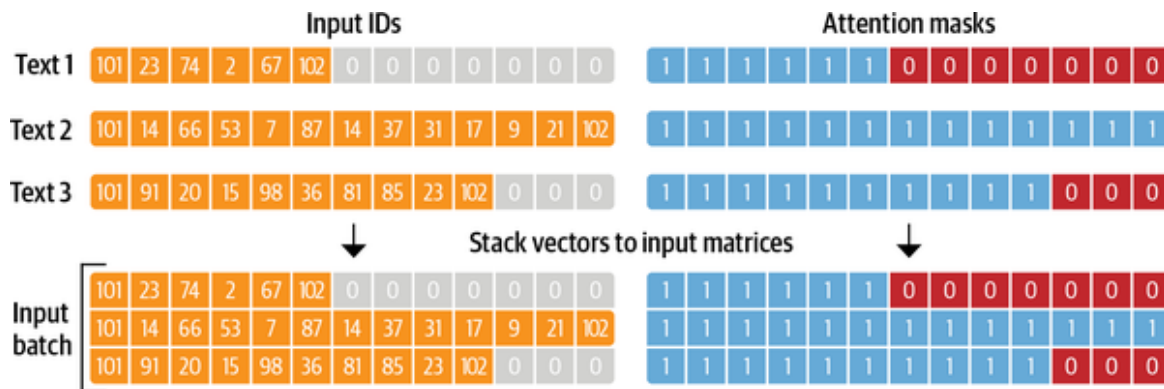 Input IDs Attention masks
Text 1 101 23 74 2 67 102 0 0 0 0 0 0 0 1 1 1 1 1 1 0 0 0 0 0 0 0
Text 2 101 14 66 53 7 87 14 37 31 17 9 21 102 1 1 1 1 1 1 1 1 1 1 1 1 1
Text 3 101 91 20 15 98 36 81 85 23 102 0 0 0 1 1 1 1 1 1 1 1 1 1 0 0 0
Stack vectors to input matrices
Input batch
101 23 74 2 67 102 0 0 0 0 0 0 0 1 1 1 1 1 1 0 0 0 0 0 0 0
101 14 66 53 7 87 14 37 31 17 9 21 102 1 1 1 1 1 1 1 1 1 1 1 1 1
101 91 20 15 98 36 81 85 23 102 0 0 0 1 1 1 1 1 1 1 1 1 1 0 0 0